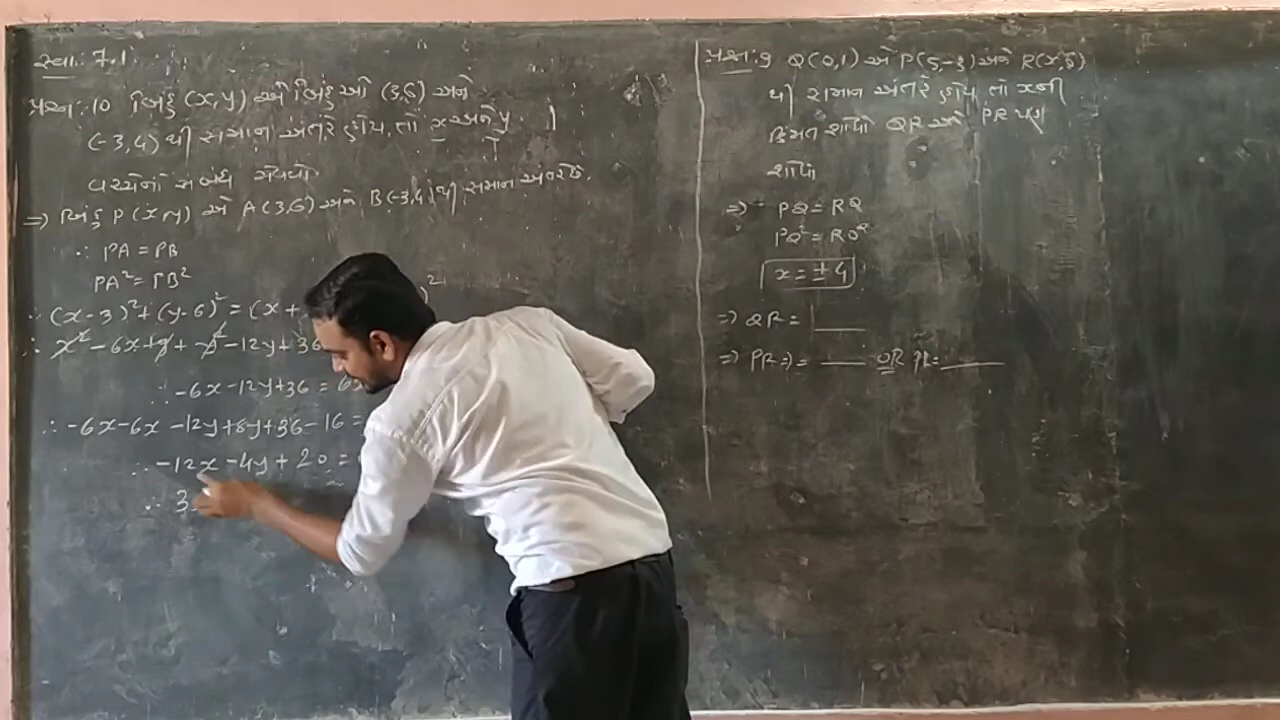 સ્વા: 7.1
પ્રશ્ન: 10 બિંદુ (x,y) એ બિંદુઓ (3,6) અને
(-3,4) થી સમાન અંતરે હોય, તો x અને y
વચ્ચેનો સંબંધ મેળવો
⇒ બિંદુ P(x,y) એ A(3,6) અને B(-3,4) થી સમાન અંતરે છે.
∴ PA = PB
PA² = PB²
∴ (x-3)²+(y-6)² = (x+ )²
∴ x² - 6x + 9 + y² - 12y + 36
∴ -6x - 12y + 36 = 6x
∴ -6x - 6x - 12y + 8y + 36 - 16 =
∴ -12x - 4y + 20 =
∴ 3
પ્રશ્ન: 9 Q(0,1) એ P(5,-3) અને R(x,6)
થી સમાન અંતરે હોય તો x ની
કિંમત શોધો QR અને PR પણ
શોધો
⇒ PQ = RQ
PQ² = RQ²
x = ± 4
⇒ QR =
⇒ PR ⇒ = OR PR =